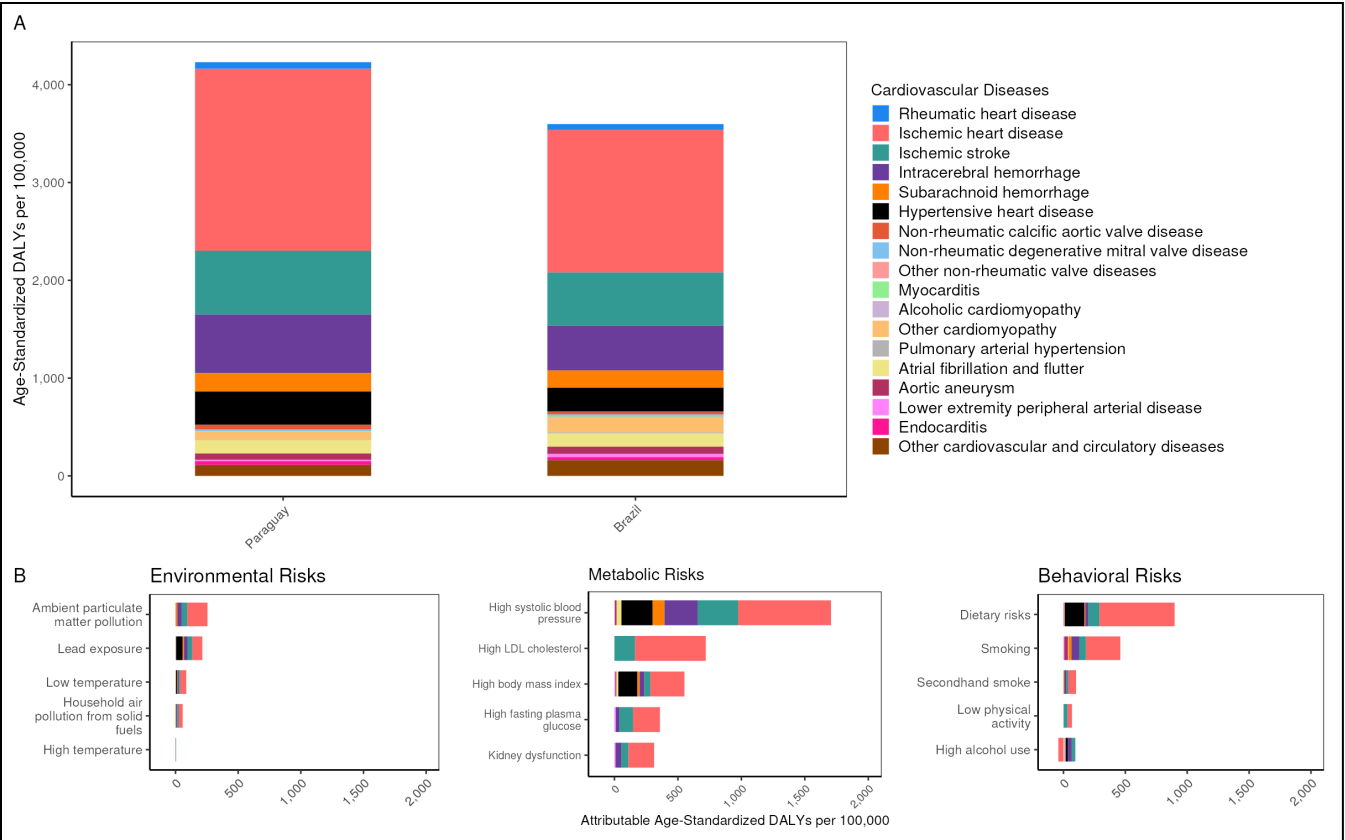 A
Age-Standardized DALYs per 100,000
4,000
3,000
2,000
1,000
0
Paraguay
Brazil
Cardiovascular Diseases
Rheumatic heart disease
Ischemic heart disease
Ischemic stroke
Intracerebral hemorrhage
Subarachnoid hemorrhage
Hypertensive heart disease
Non-rheumatic calcific aortic valve disease
Non-rheumatic degenerative mitral valve disease
Other non-rheumatic valve diseases
Myocarditis
Alcoholic cardiomyopathy
Other cardiomyopathy
Pulmonary arterial hypertension
Atrial fibrillation and flutter
Aortic aneurysm
Lower extremity peripheral arterial disease
Endocarditis
Other cardiovascular and circulatory diseases
B
Environmental Risks
Ambient particulate
matter pollution
Lead exposure
Low temperature
Household air
pollution from solid
fuels
High temperature
0
500
1,000
1,500
2,000
Metabolic Risks
High systolic blood
pressure
High LDL cholesterol
High body mass index
High fasting plasma
glucose
Kidney dysfunction
0
500
1,000
1,500
2,000
Attributable Age-Standardized DALYs per 100,000
Behavioral Risks
Dietary risks
Smoking
Secondhand smoke
Low physical
activity
High alcohol use
0
500
1,000
1,500
2,000